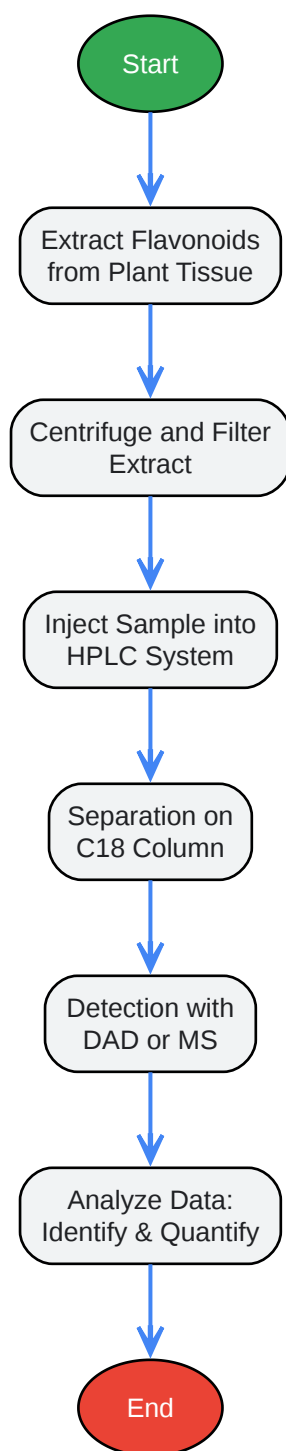 Start
Extract Flavonoids
from Plant Tissue
Centrifuge and Filter
Extract
Inject Sample into
HPLC System
Separation on
C18 Column
Detection with
DAD or MS
Analyze Data:
Identify & Quantify
End